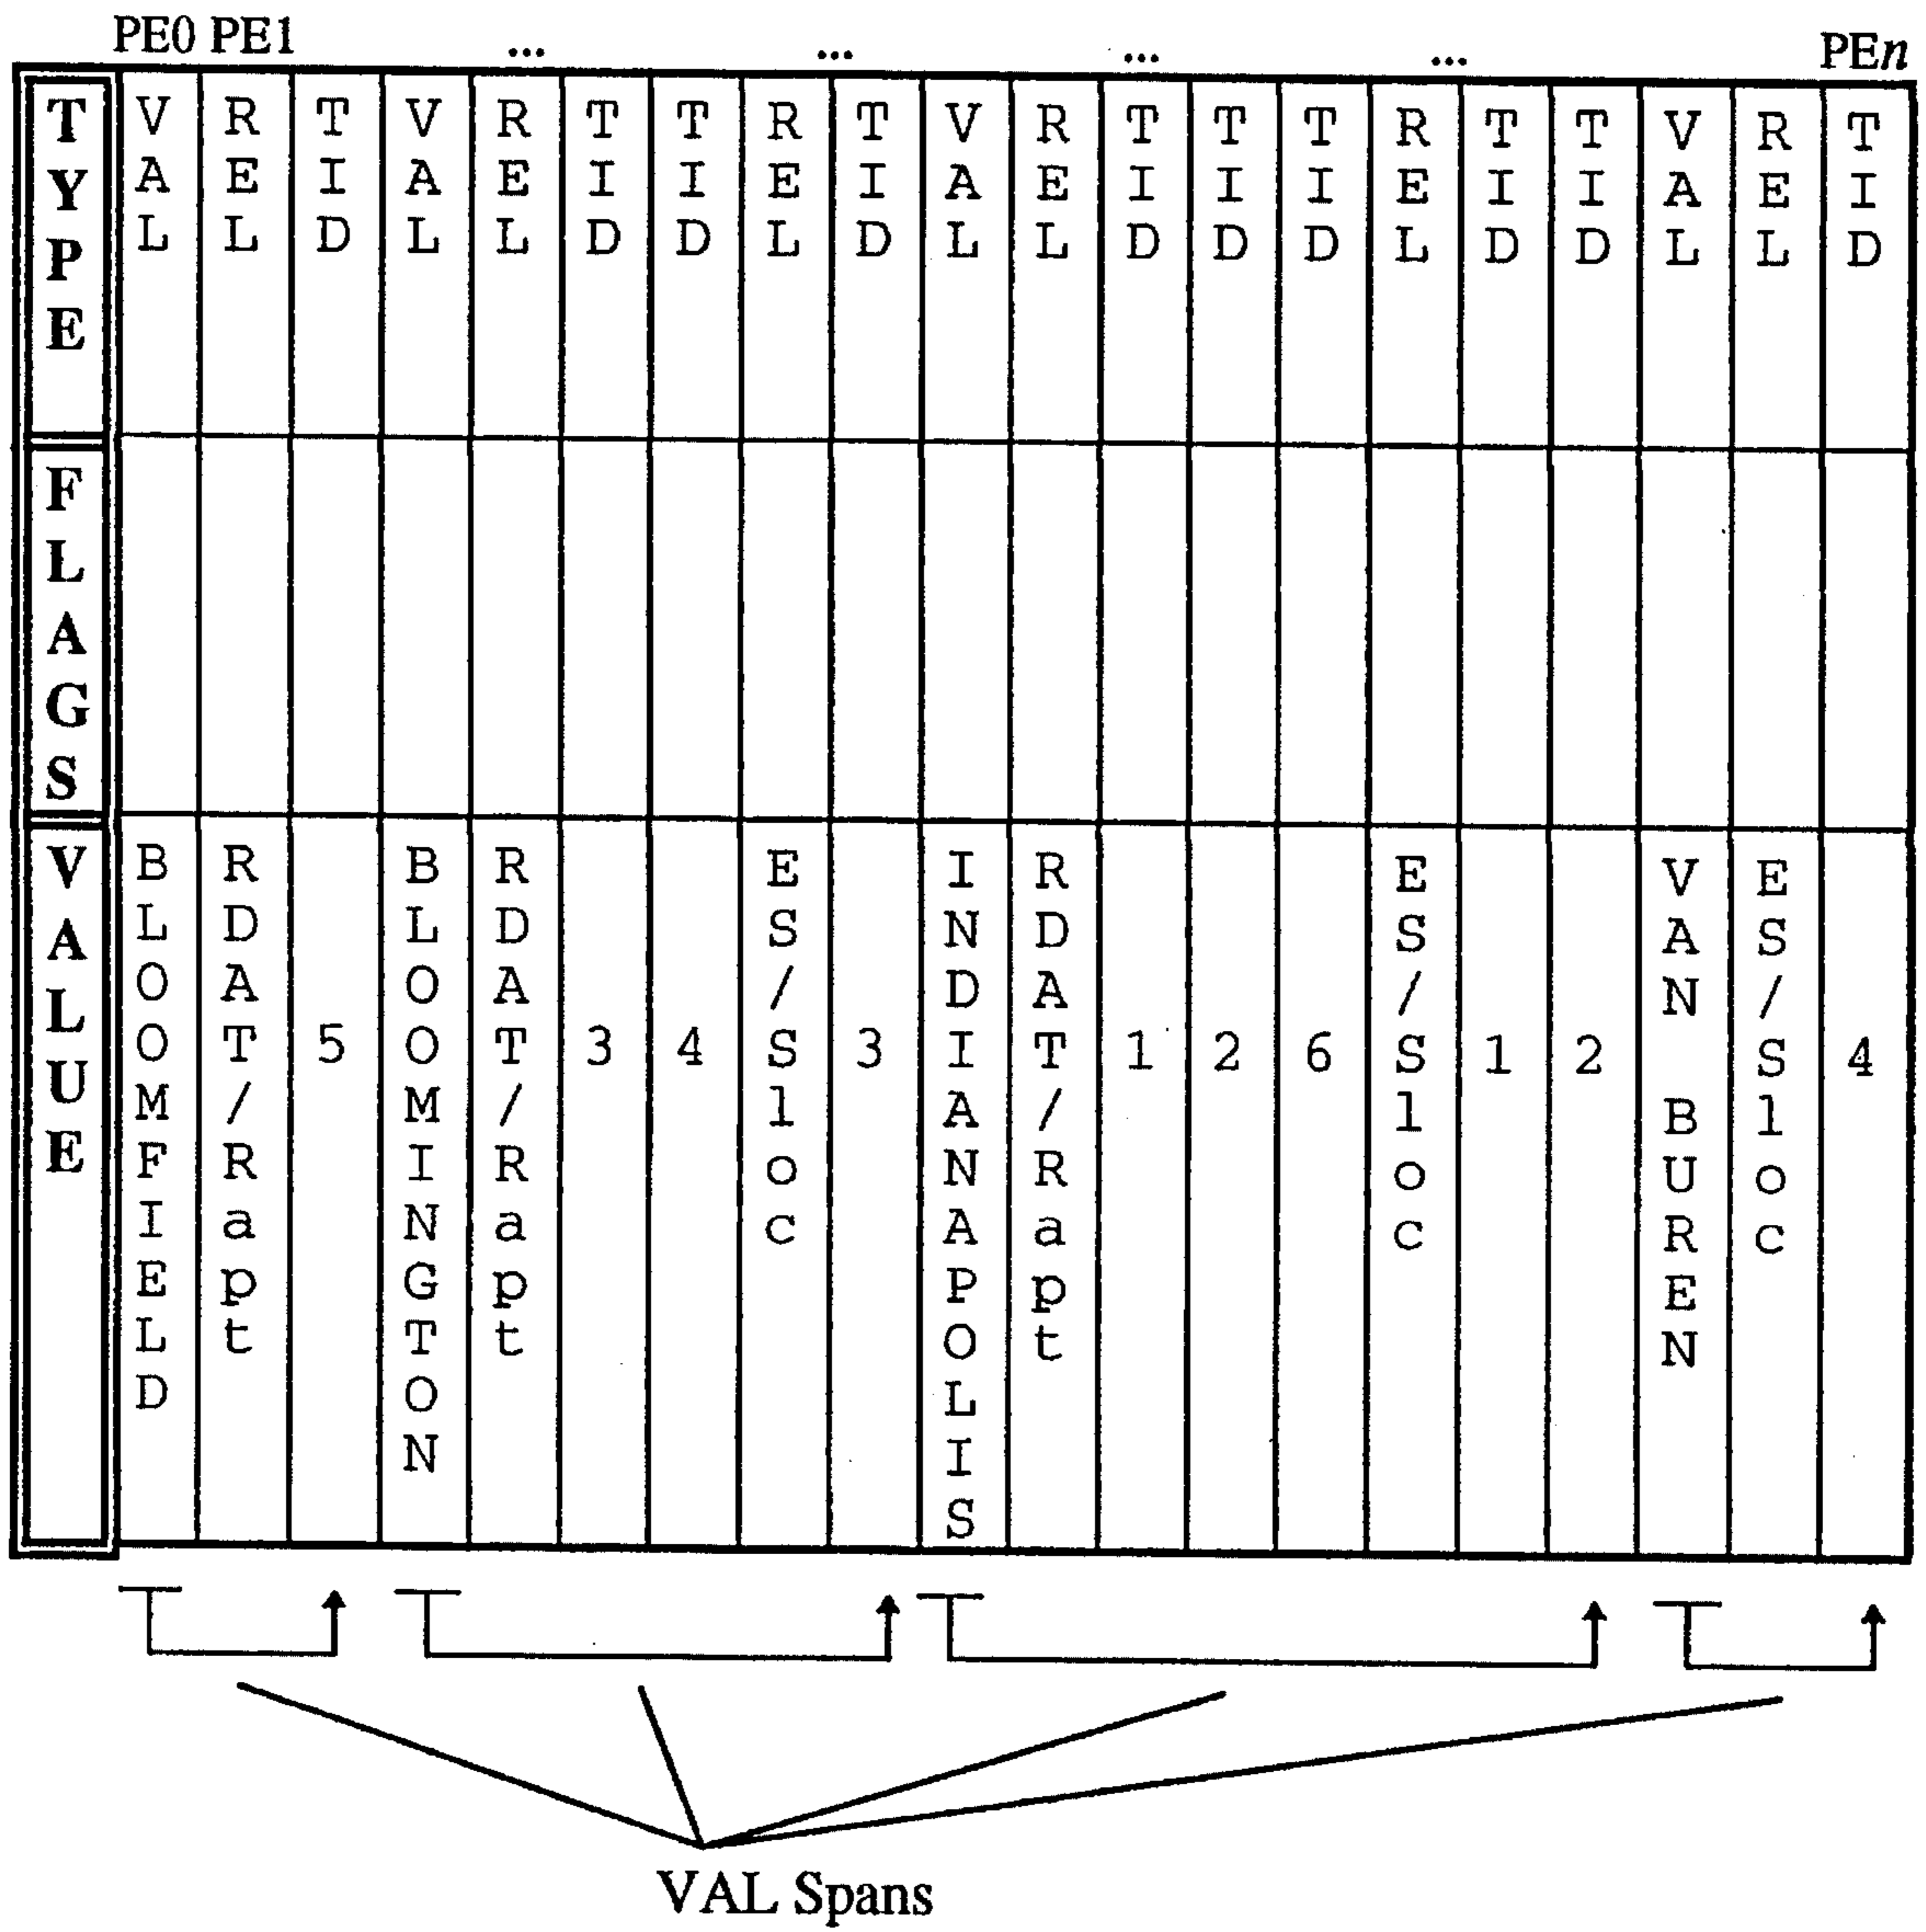 PE0 PE1 ... ... ... ... PEn
TYPE VAL REL TID VAL REL TID TID REL TID VAL REL TID TID TID REL TID TID VAL REL TID
FLAGS
VALUE BLOOMFIELD RDAT/Rapt 5 BLOOMINGTON RDAT/Rapt 3 4 ES/Sloc 3 INDIANAPOLIS RDAT/Rapt 1 2 6 ES/Sloc 1 2 VAN BUREN ES/Sloc 4
VAL Spans